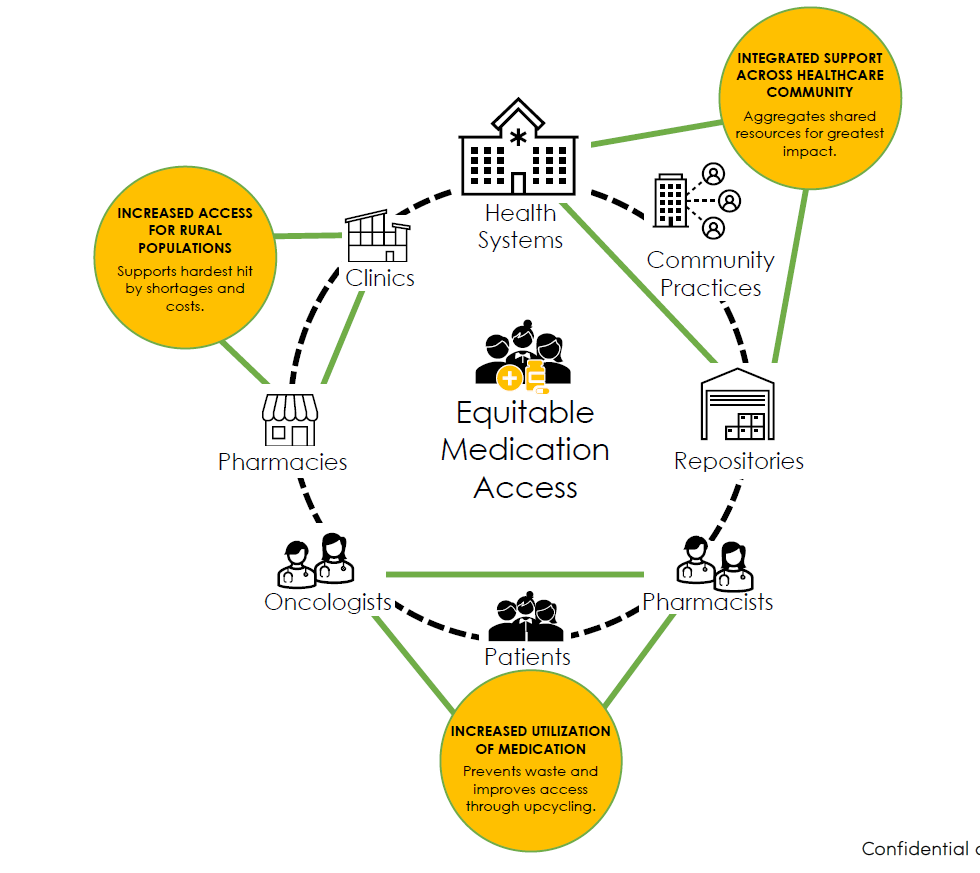 INTEGRATED SUPPORT
ACROSS HEALTHCARE
COMMUNITY
Aggregates shared
resources for greatest
impact.
Health
Systems
INCREASED ACCESS
FOR RURAL
POPULATIONS
Supports hardest hit
by shortages and
costs.
Clinics
Community
Practices
Equitable
Medication
Access
Pharmacies
Repositories
Oncologists
Pharmacists
Patients
INCREASED UTILIZATION
OF MEDICATION
Prevents waste and
improves access
through upcycling.
Confidential